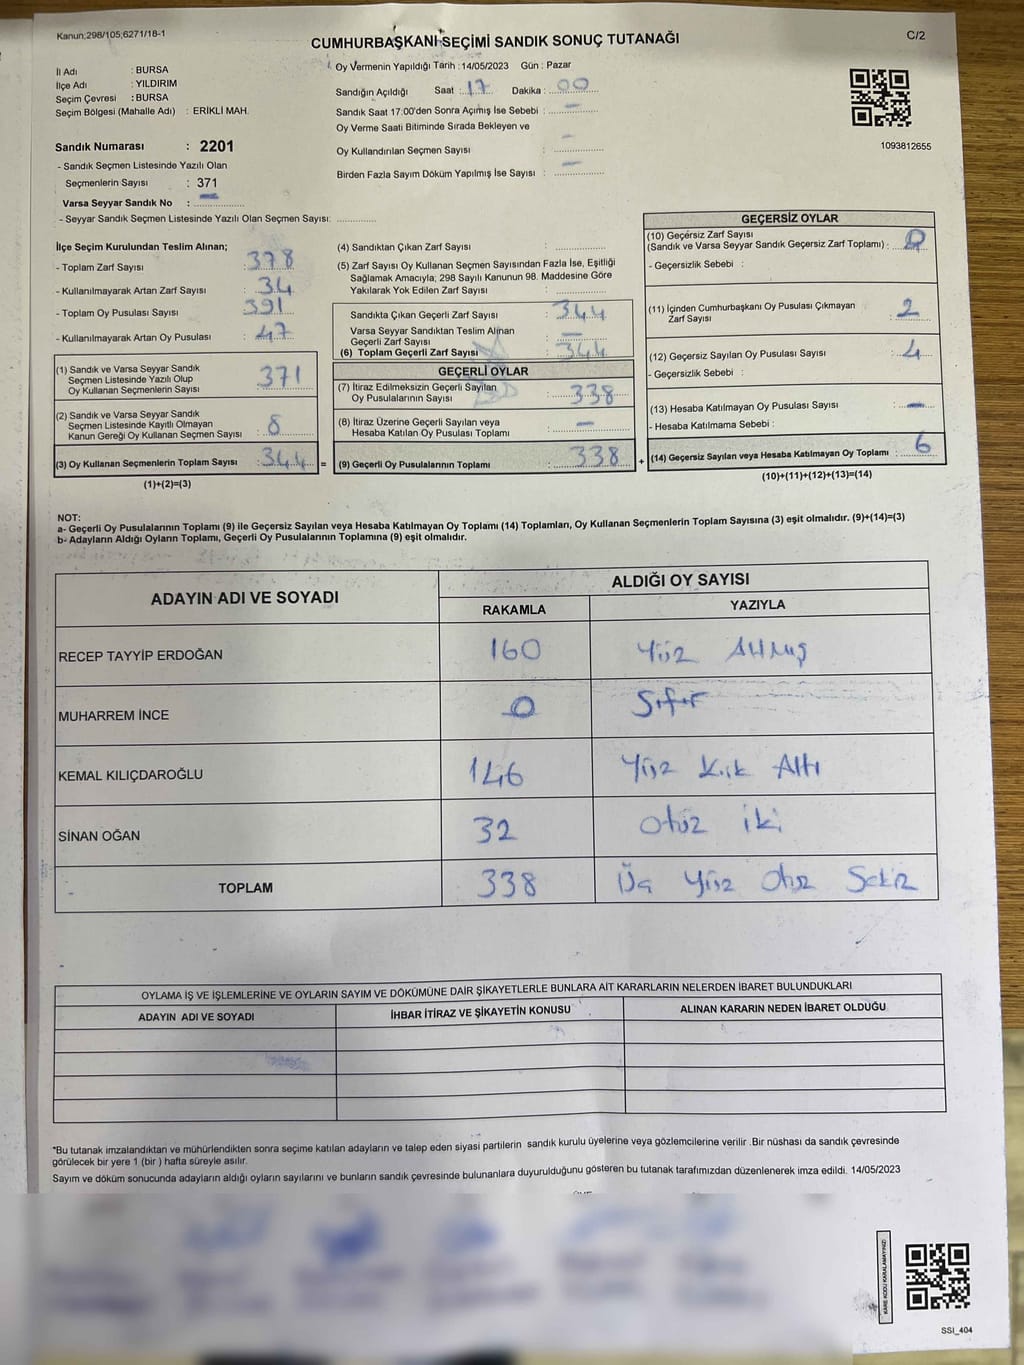 Kanun;298/105,6271/18-1
C/2
CUMHURBAŞKANI SEÇİMİ SANDIK SONUÇ TUTANAĞI
İl Adı : BURSA
İlçe Adı : YILDIRIM
Seçim Çevresi : BURSA
Seçim Bölgesi (Mahalle Adı) : ERİKLİ MAH.
Sandık Numarası : 2201
- Sandık Seçmen Listesinde Yazılı Olan
Seçmenlerin Sayısı : 371
Varsa Seyyar Sandık No : —
- Seyyar Sandık Seçmen Listesinde Yazılı Olan Seçmen Sayısı: ..............
Oy Vermenin Yapıldığı Tarih : 14/05/2023 Gün : Pazar
Sandığın Açıldığı Saat : 17 Dakika : 00
Sandık Saat 17:00'den Sonra Açımış İse Sebebi : —
Oy Verme Saati Bitiminde Sırada Bekleyen ve
Oy Kullandırılan Seçmen Sayısı : —
Birden Fazla Sayım Döküm Yapılmış İse Sayısı : —
1093812655
İlçe Seçim Kurulundan Teslim Alınan;
- Toplam Zarf Sayısı : 378
- Kullanılmayarak Artan Zarf Sayısı : 34
- Toplam Oy Pusulası Sayısı : 391
- Kullanılmayarak Artan Oy Pusulası : 47
(1) Sandık ve Varsa Seyyar Sandık
Seçmen Listesinde Yazılı Olup
Oy Kullanan Seçmenlerin Sayısı : 371
(2) Sandık ve Varsa Seyyar Sandık
Seçmen Listesinde Kayıtlı Olmayan
Kanun Gereği Oy Kullanan Seçmen Sayısı :
(3) Oy Kullanan Seçmenlerin Toplam Sayısı : 344 =
(1)+(2)=(3)
(4) Sandıktan Çıkan Zarf Sayısı : ..............
(5) Zarf Sayısı Oy Kullanan Seçmen Sayısından Fazla İse, Eşitliği
Sağlamak Amacıyla; 298 Sayılı Kanunun 98. Maddesine Göre
Yakılarak Yok Edilen Zarf Sayısı : ..............
Sandıkta Çıkan Geçerli Zarf Sayısı : 344
Varsa Seyyar Sandıktan Teslim Alınan
Geçerli Zarf Sayısı : —
(6) Toplam Geçerli Zarf Sayısı : 344
GEÇERLİ OYLAR
(7) İtiraz Edilmeksizin Geçerli Sayılan
Oy Pusulalarının Sayısı : 338
(8) İtiraz Üzerine Geçerli Sayılan veya
Hesaba Katılan Oy Pusulası Toplamı : —
(9) Geçerli Oy Pusulalarının Toplamı : 338 +
GEÇERSİZ OYLAR
(10) Geçersiz Zarf Sayısı
(Sandık ve Varsa Seyyar Sandık Geçersiz Zarf Toplamı) : 0
- Geçersizlik Sebebi :
(11) İçinden Cumhurbaşkanı Oy Pusulası Çıkmayan
Zarf Sayısı : 2
(12) Geçersiz Sayılan Oy Pusulası Sayısı : 4
- Geçersizlik Sebebi :
(13) Hesaba Katılmayan Oy Pusulası Sayısı : —
- Hesaba Katılmama Sebebi :
(14) Geçersiz Sayılan veya Hesaba Katılmayan Oy Toplamı : 6
(10)+(11)+(12)+(13)=(14)
NOT:
a- Geçerli Oy Pusulalarının Toplamı (9) ile Geçersiz Sayılan veya Hesaba Katılmayan Oy Toplamı (14) Toplamları, Oy Kullanan Seçmenlerin Toplam Sayısına (3) eşit olmalıdır. (9)+(14)=(3)
b- Adayların Aldığı Oyların Toplamı, Geçerli Oy Pusulalarının Toplamına (9) eşit olmalıdır.
ADAYIN ADI VE SOYADI ALDIĞI OY SAYISI
RAKAMLA YAZIYLA
RECEP TAYYİP ERDOĞAN 160 Yüz Altmış
MUHARREM İNCE 0 Sıfır
KEMAL KILIÇDAROĞLU 146 Yüz Kırk Altı
SİNAN OĞAN 32 Otuz iki
TOPLAM 338 Üç Yüz Otuz Sekiz
OYLAMA İŞ VE İŞLEMLERİNE VE OYLARIN SAYIM VE DÖKÜMÜNE DAİR ŞİKAYETLERLE BUNLARA AİT KARARLARIN NELERDEN İBARET BULUNDUKLARI
ADAYIN ADI VE SOYADI İHBAR İTİRAZ VE ŞİKAYETİN KONUSU ALINAN KARARIN NEDEN İBARET OLDUĞU
*Bu tutanak imzalandıktan ve mühürlendikten sonra seçime katılan adayların ve talep eden siyasi partilerin sandık kurulu üyelerine veya gözlemcilerine verilir .Bir nüshası da sandık çevresinde
görülecek bir yere 1 (bir ) hafta süreyle asılır.
Sayım ve döküm sonucunda adayların aldığı oyların sayılarını ve bunların sandık çevresinde bulunanlara duyurulduğunu gösteren bu tutanak tarafımızdan düzenlenerek imza edildi. 14/05/2023
KARE KODU KARALAMAYINIZ!
SSI_404